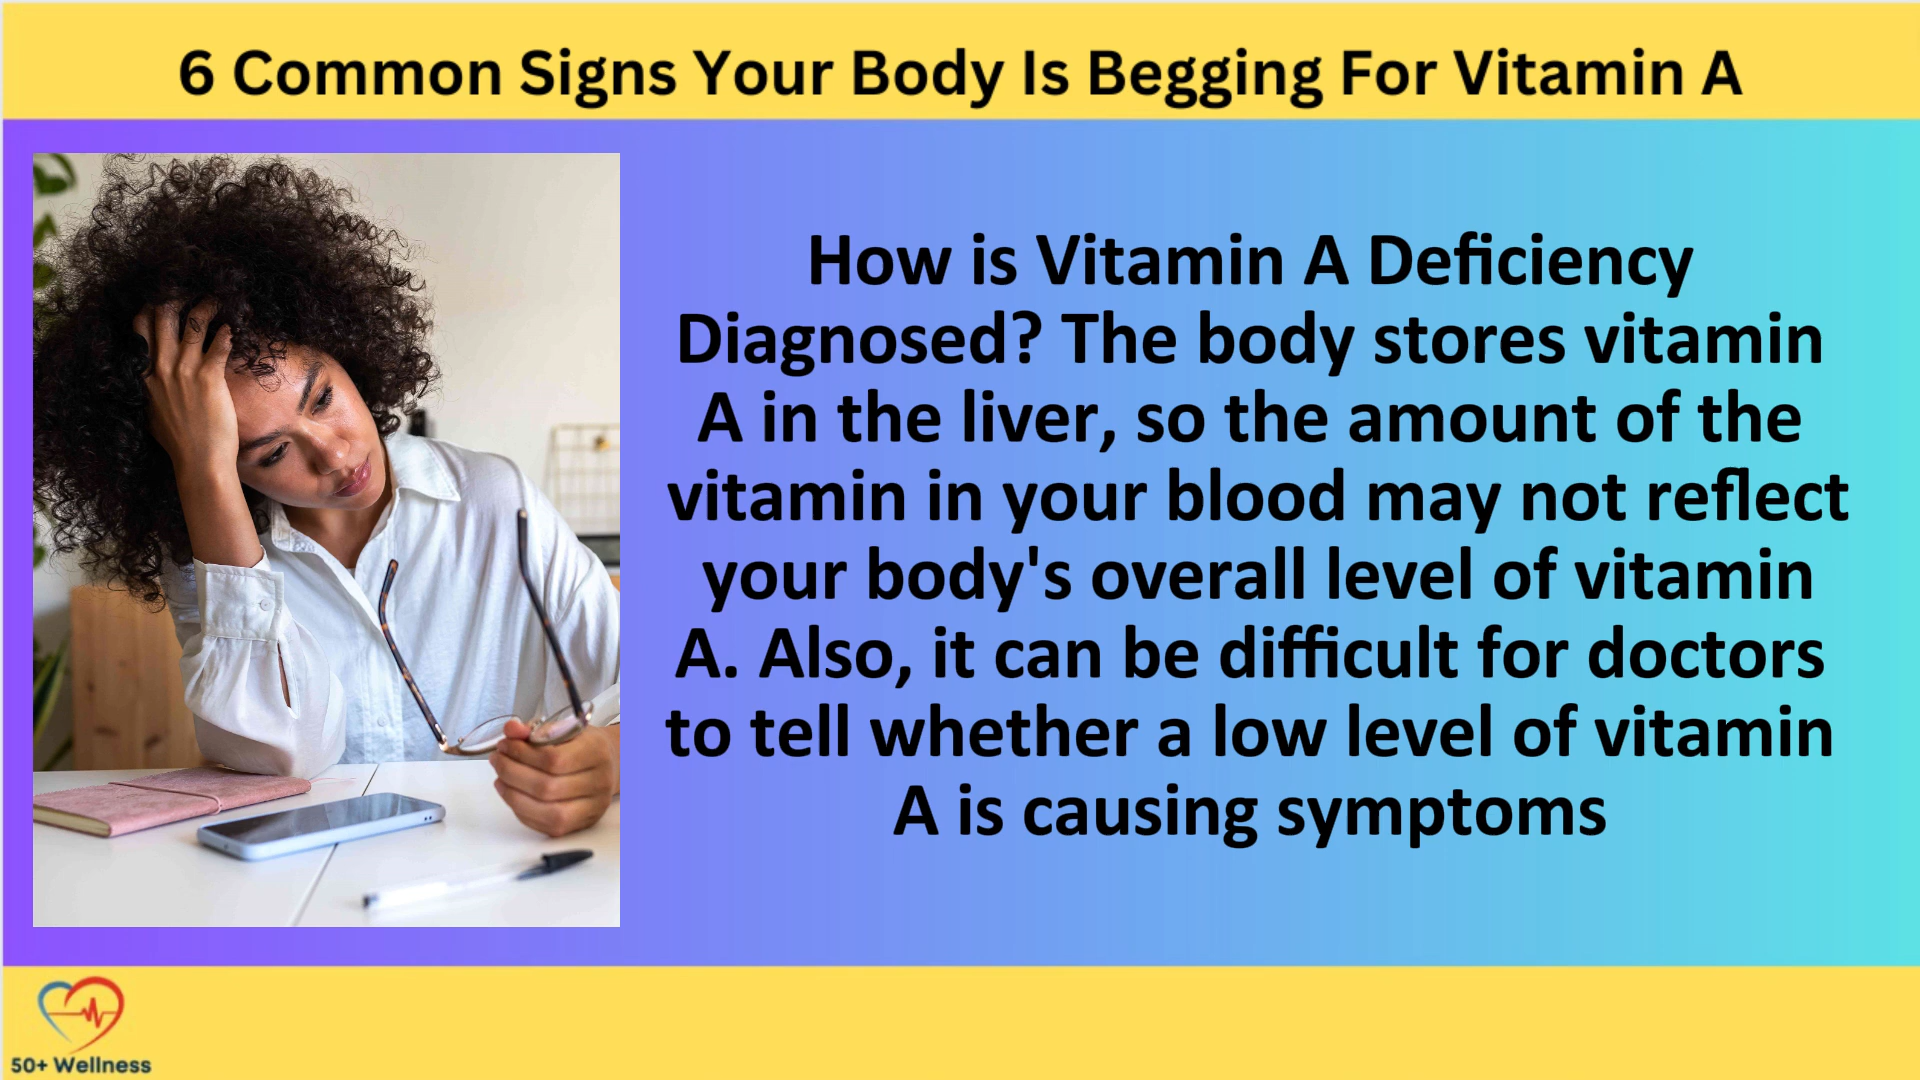 6 Common Signs Your Body Is Begging For Vitamin A
How is Vitamin A Deficiency
Diagnosed? The body stores vitamin
A in the liver, so the amount of the
vitamin in your blood may not reflect
your body's overall level of vitamin
A. Also, it can be difficult for doctors
to tell whether a low level of vitamin
A is causing symptoms
50+ Wellness